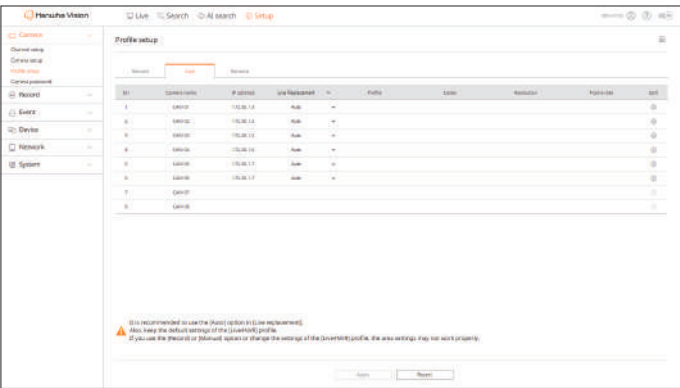 Hanwha Vision
Live Search AI search Setup
Camera
Channel setup
Camera setup
Profile setup
Camera password
Record
Event
Device
Network
System
Profile setup
Record Live Remote
CH Camera name IP address Live Replacement Profile Codec Resolution Frame rate
1 CAM 01 Auto
2 CAM 02 Auto
3 CAM 03 Auto
4 CAM 04 Auto
5 CAM 05 Auto
6 CAM 06 Auto
7 CAM 07
8 CAM 08
It is recommended to use the [Auto] option in [Live replacement].
Also, keep the default settings of the [LiveNVR] profile.
If you use the [Record] or [Manual] option or change the settings of the [LiveNVR] profile, the area settings may not work properly.
Apply Revert